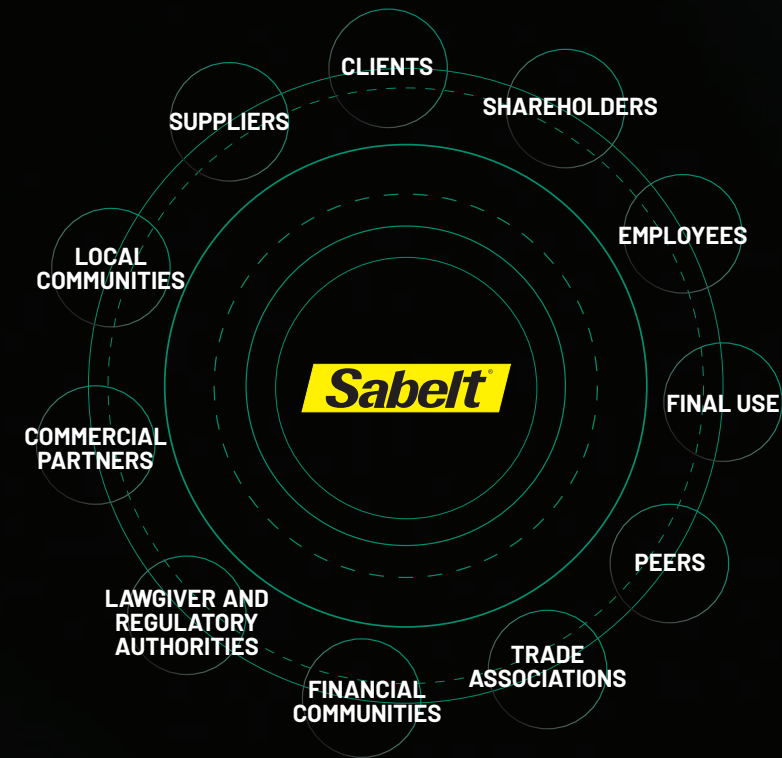 CLIENTS
SHAREHOLDERS
SUPPLIERS
EMPLOYEES
LOCAL
COMMUNITIES
Sabelt®
FINAL USE
COMMERCIAL
PARTNERS
PEERS
LAWGIVER AND
REGULATORY
AUTHORITIES
TRADE
ASSOCIATIONS
FINANCIAL
COMMUNITIES